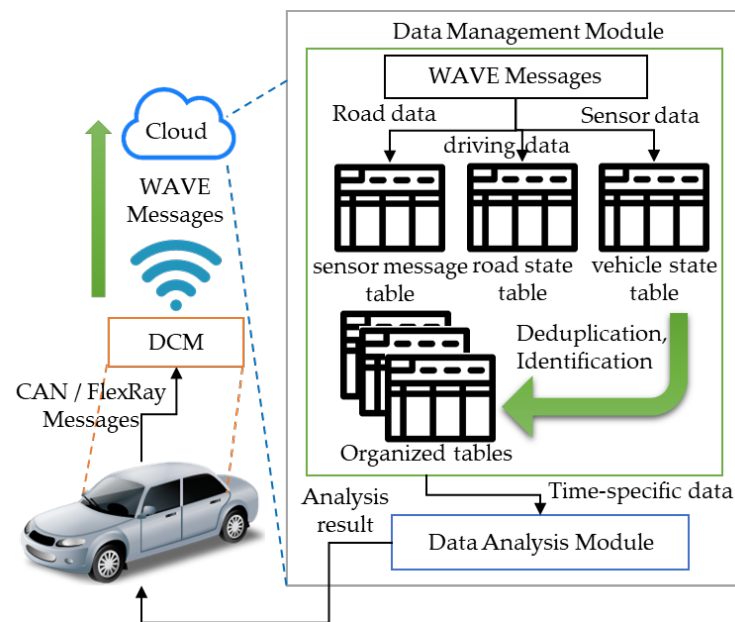 Data Management Module
WAVE Messages
Road data
driving data
Sensor data
sensor message
table
road state
table
vehicle state
table
Deduplication,
Identification
Organized tables
Time-specific data
Data Analysis Module
Analysis
result
Cloud
WAVE
Messages
DCM
CAN / FlexRay
Messages